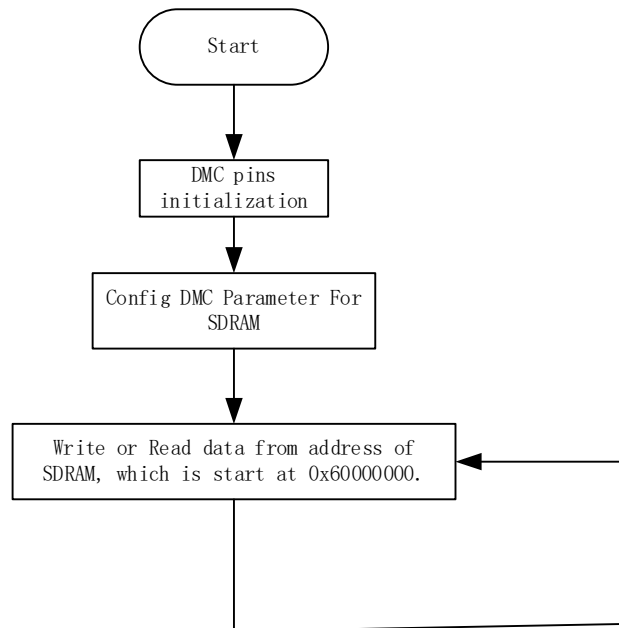 Start
DMC pins
initialization
Config DMC Parameter For
SDRAM
Write or Read data from address of
SDRAM, which is start at 0x60000000.